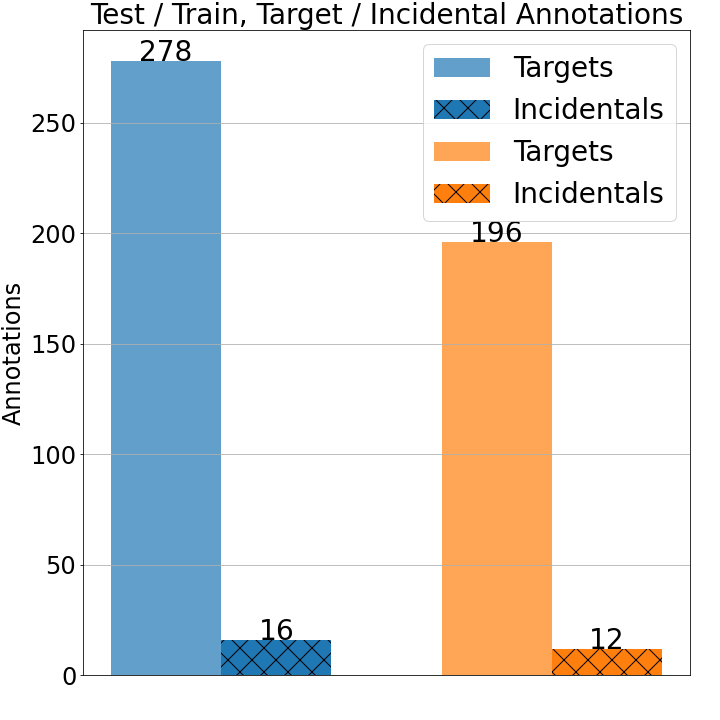 Test / Train, Target / Incidental Annotations
278
Targets
Incidentals
Targets
Incidentals
250
200
196
150
Annotations
100
50
16
12
0